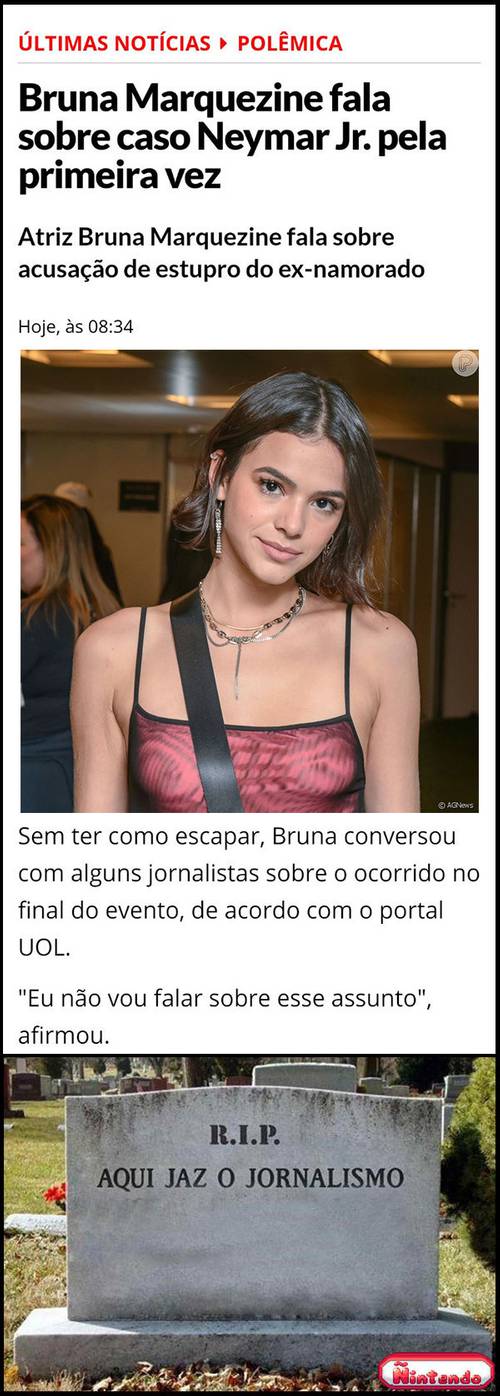 ÚLTIMAS NOTÍCIAS POLÊMICA
Bruna Marquezine fala
sobre caso Neymar Jr. pela
primeira vez
Atriz Bruna Marquezine fala sobre
acusação de estupro do ex-namorado
Hoje, às 08:34
© AGNews
Sem ter como escapar, Bruna conversou
com alguns jornalistas sobre o ocorrido no
final do evento, de acordo com o portal
UOL.
"Eu não vou falar sobre esse assunto",
afirmou.
R.I.P.
AQUI JAZ O JORNALISMO
Ñintando